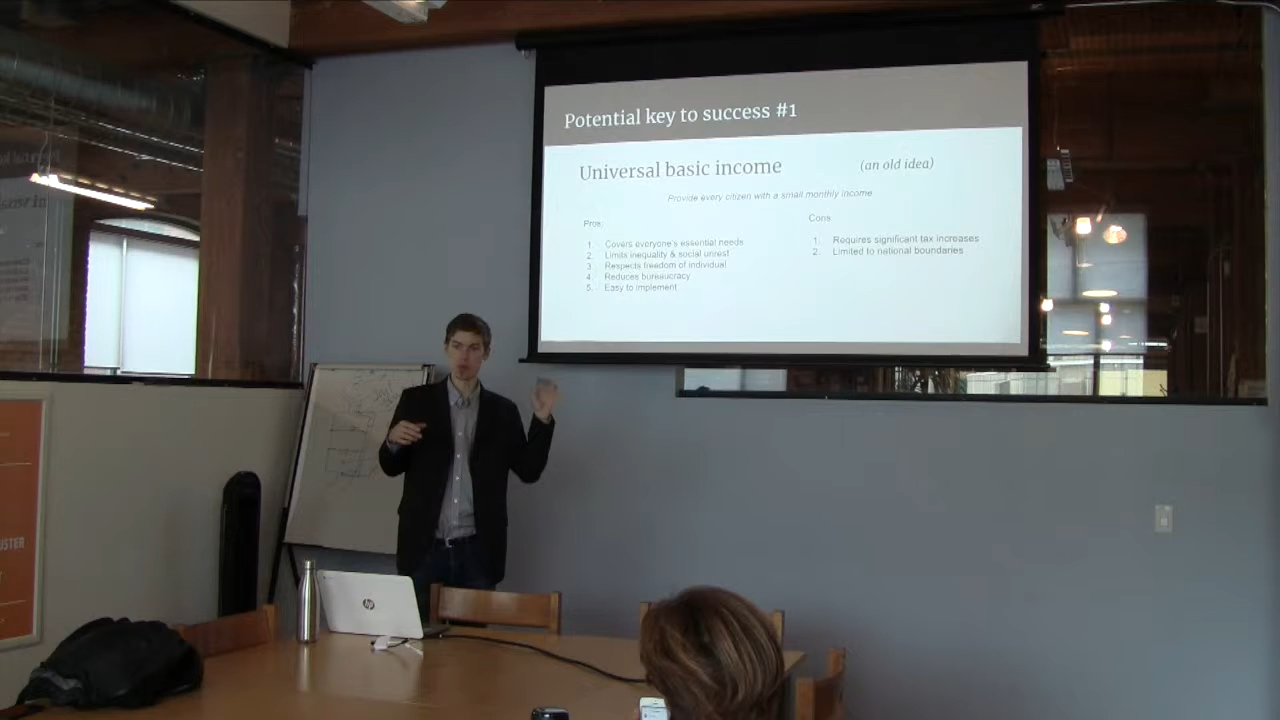 Potential key to success #1
Universal basic income (an old idea)
Provide every citizen with a small monthly income
Pros:
1. Covers everyone's essential needs
2. Limits inequality & social unrest
3. Respects freedom of individual
4. Reduces bureaucracy
5. Easy to implement
Cons
1. Requires significant tax increases
2. Limited to national boundaries
hp